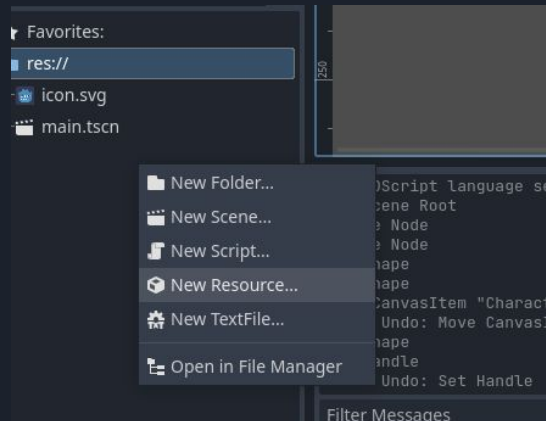 Favorites:
res://
icon.svg
main.tscn
250
New Folder...
New Scene...
New Script...
New Resource...
New TextFile...
Open in File Manager
Script language
cene Root
Node
Node
hape
hape
CanvasItem "Charact
Undo: Move CanvasI
hape
andle
Undo: Set Handle
Filter Messages